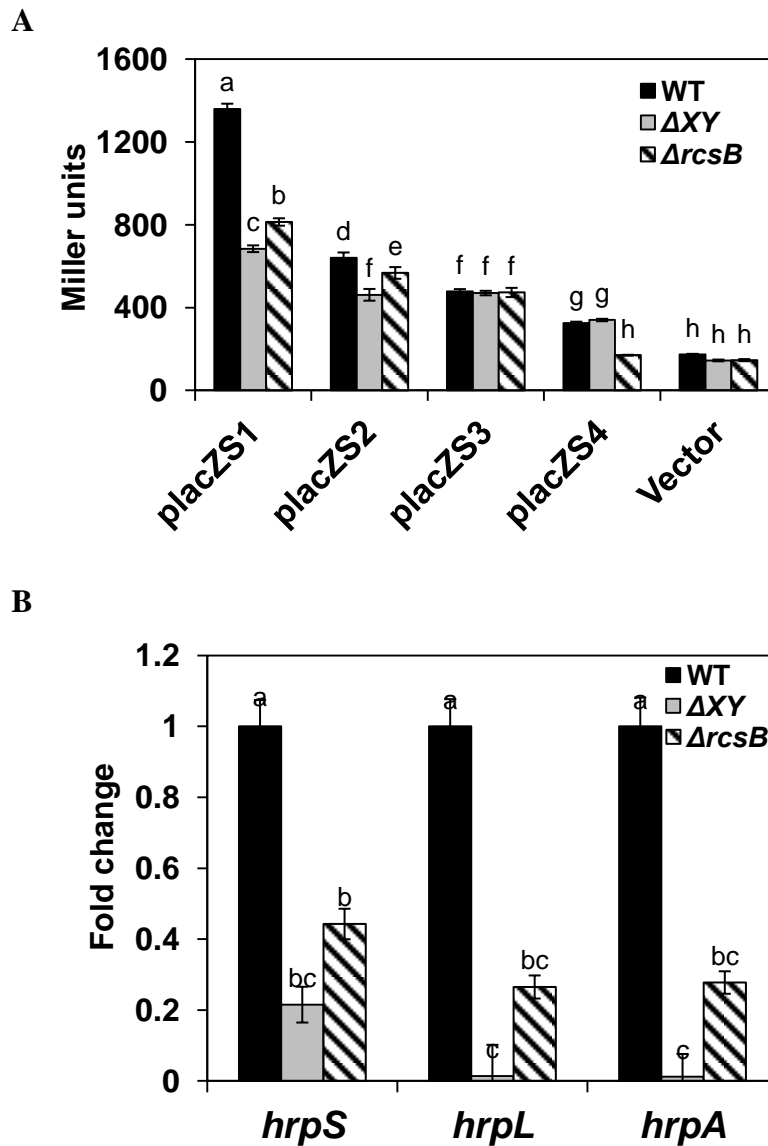 A
1600
1200
800
400
0
Miller units
WT
ΔXY
ΔrcsB
a
c
b
d
f
e
f
f
f
g
g
h
h
h
h
placZS1
placZS2
placZS3
placZS4
Vector
B
1.2
1
0.8
0.6
0.4
0.2
0
Fold change
WT
ΔXY
ΔrcsB
a
bc
b
a
c
bc
a
c
bc
hrpS
hrpL
hrpA